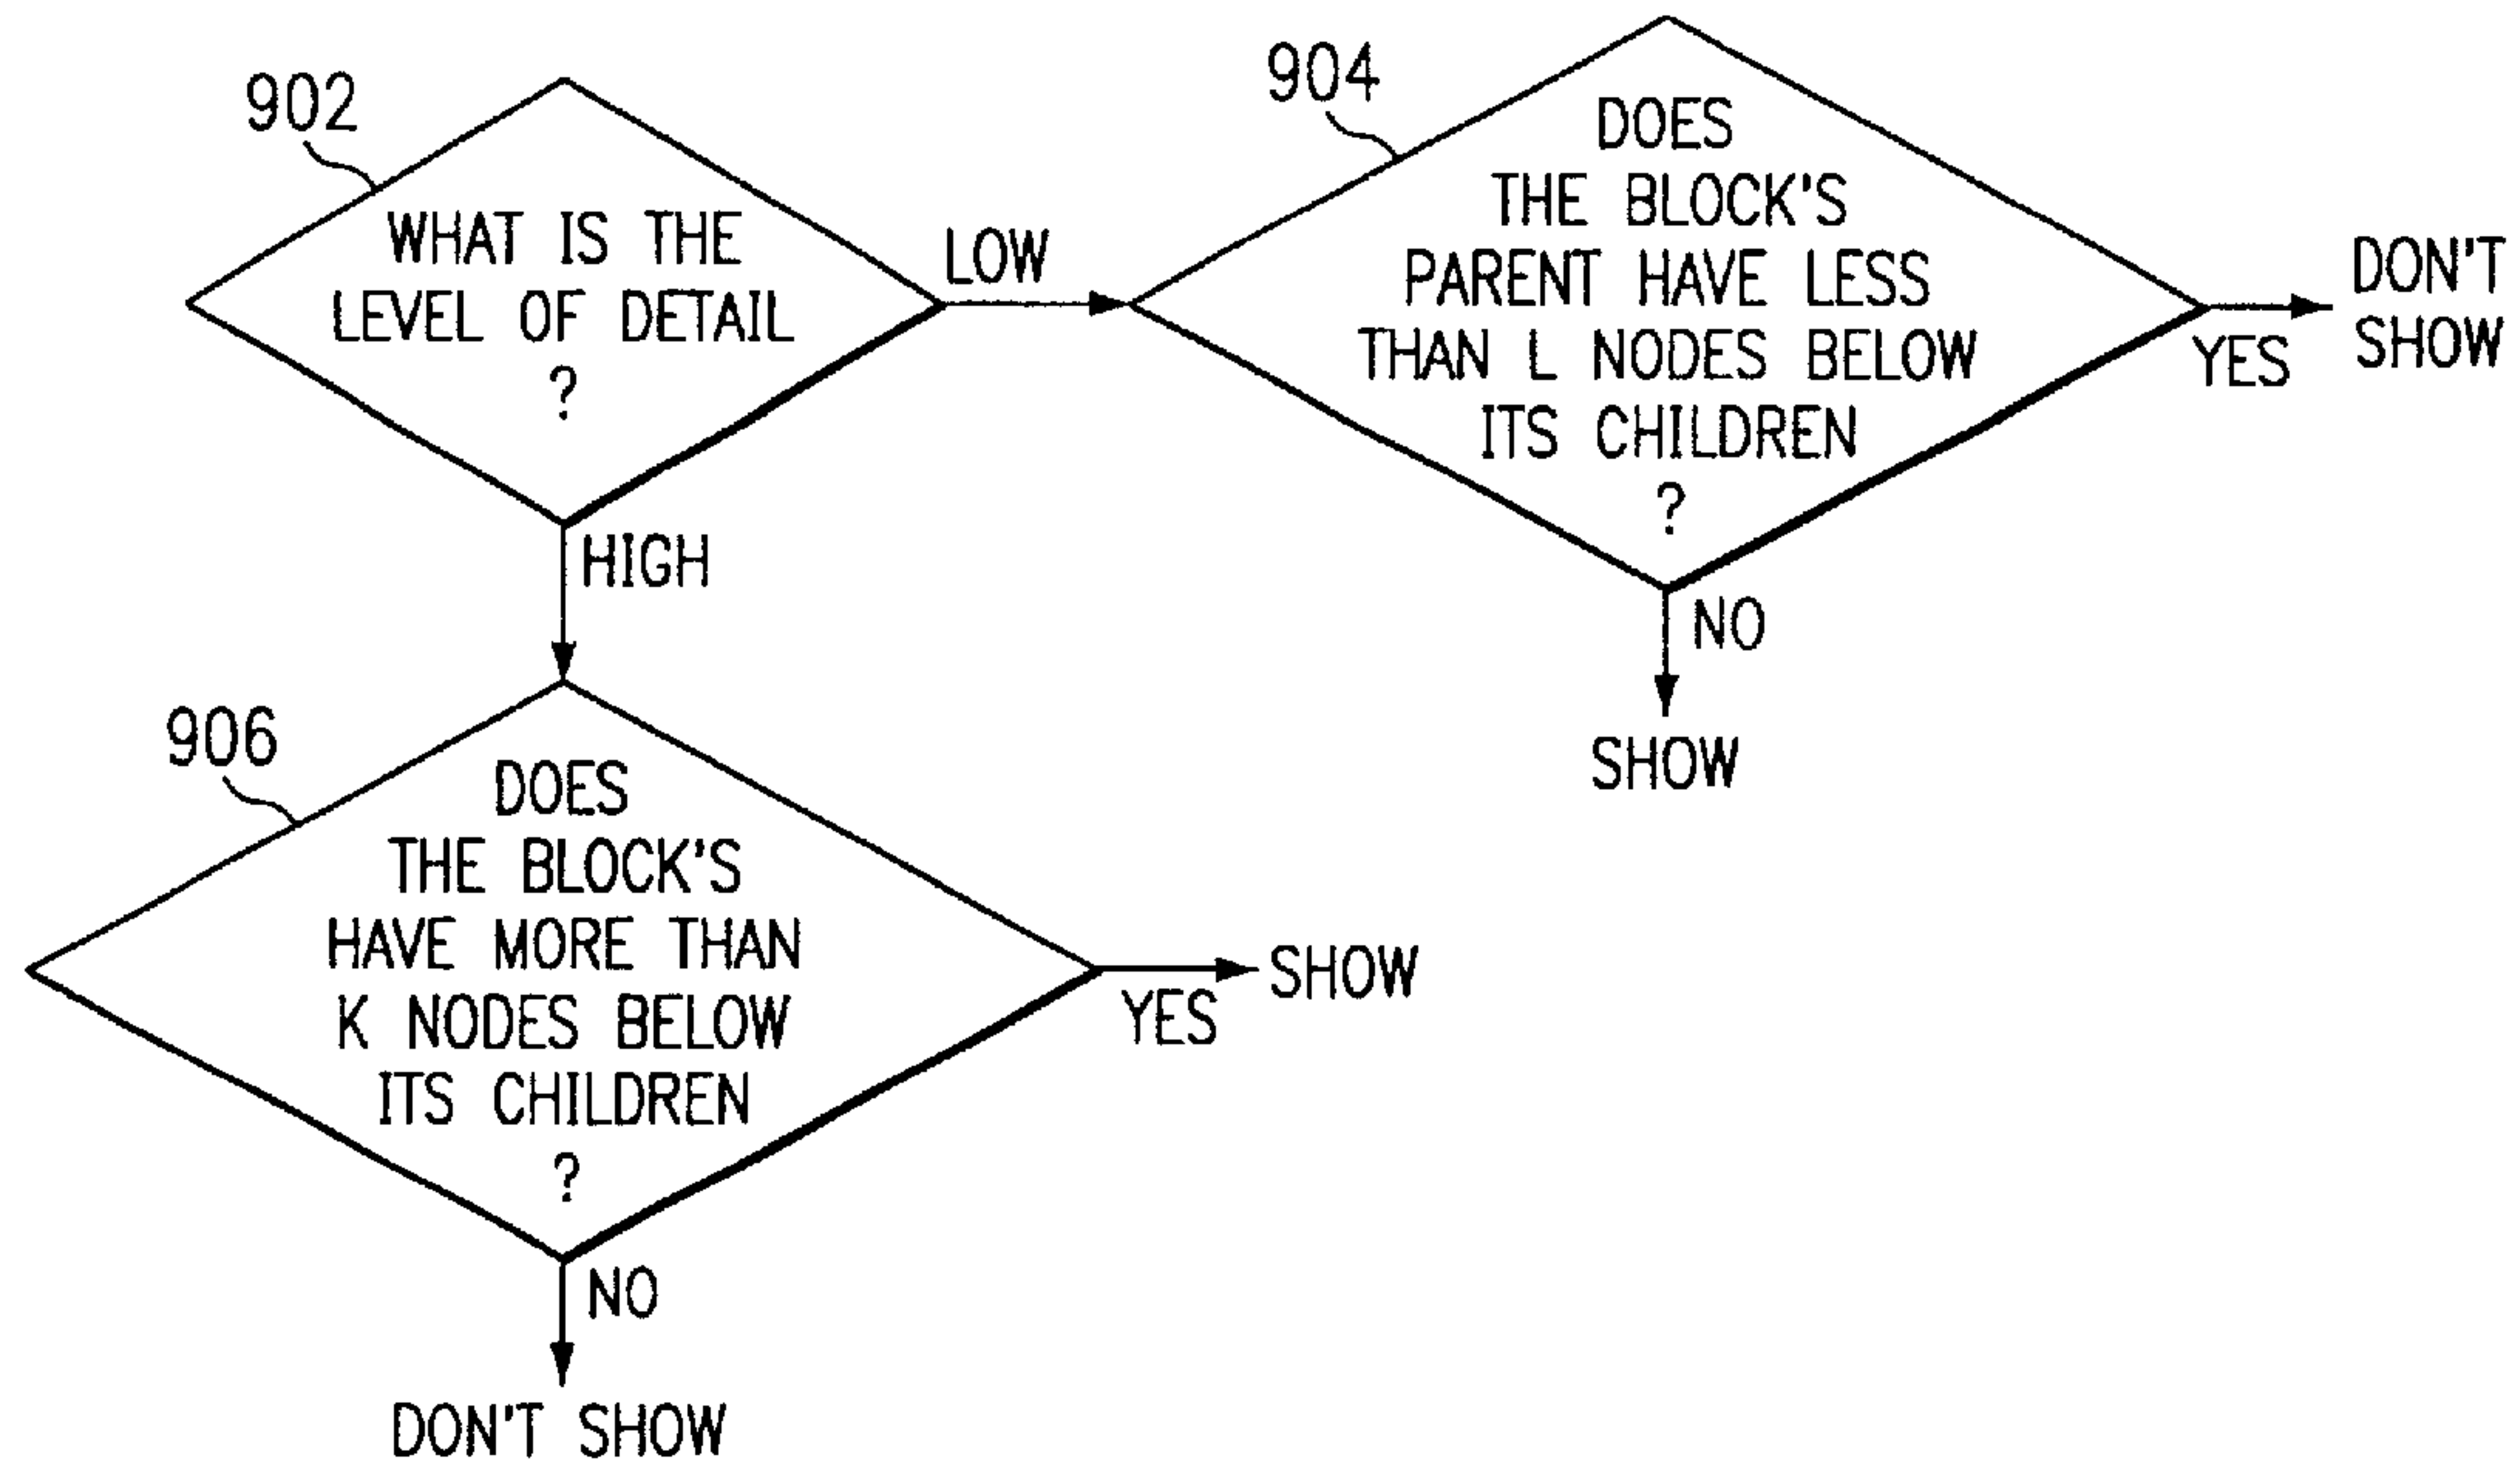 902
WHAT IS THE
LEVEL OF DETAIL
?
LOW
HIGH
904
DOES
THE BLOCK'S
PARENT HAVE LESS
THAN L NODES BELOW
ITS CHILDREN
?
YES
DON'T
SHOW
NO
SHOW
906
DOES
THE BLOCK'S
HAVE MORE THAN
K NODES BELOW
ITS CHILDREN
?
YES
SHOW
NO
DON'T SHOW